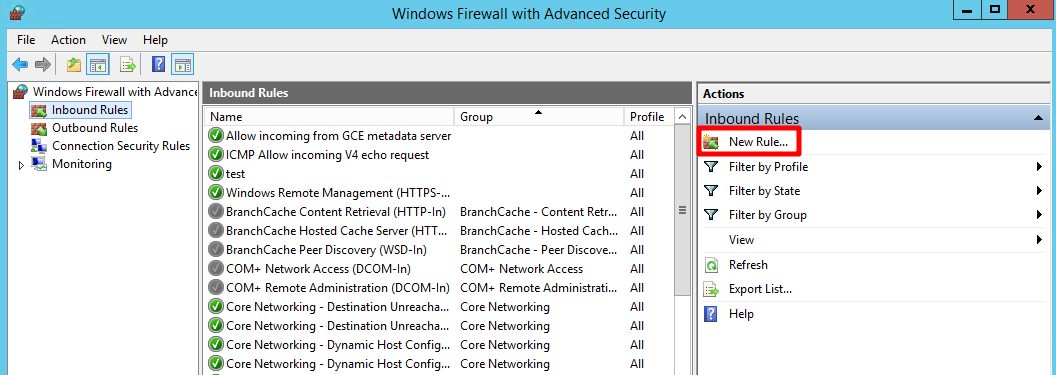 Windows Firewall with Advanced Security
File Action View Help
Windows Firewall with Advance
Inbound Rules
Outbound Rules
Connection Security Rules
Monitoring
Inbound Rules
Name Group Profile
Allow incoming from GCE metadata server All
ICMP Allow incoming V4 echo request All
test All
Windows Remote Management (HTTPS-... All
BranchCache Content Retrieval (HTTP-In) BranchCache - Content Retr... All
BranchCache Hosted Cache Server (HTT... BranchCache - Hosted Cach... All
BranchCache Peer Discovery (WSD-In) BranchCache - Peer Discove... All
COM+ Network Access (DCOM-In) COM+ Network Access All
COM+ Remote Administration (DCOM-In) COM+ Remote Administrati... All
Core Networking - Destination Unreacha... Core Networking All
Core Networking - Destination Unreacha... Core Networking All
Core Networking - Dynamic Host Config... Core Networking All
Core Networking - Dynamic Host Config... Core Networking All
Actions
Inbound Rules
New Rule...
Filter by Profile
Filter by State
Filter by Group
View
Refresh
Export List...
Help